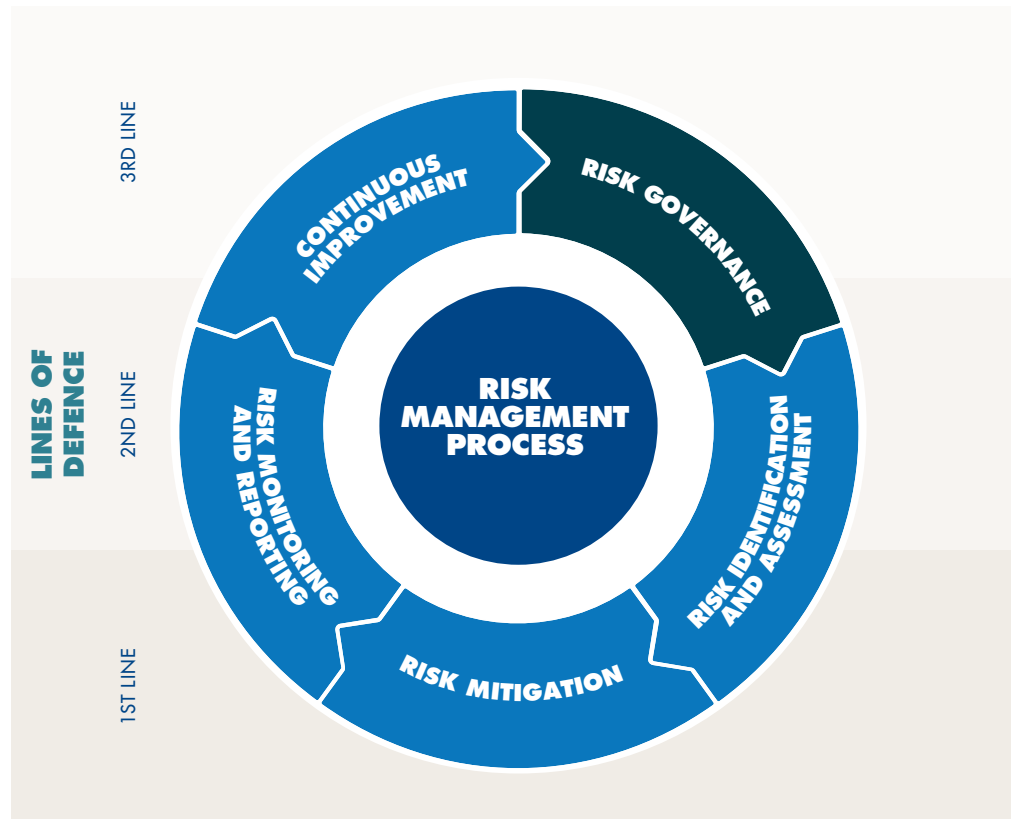 LINES OF
DEFENCE
3RD LINE
2ND LINE
1ST LINE
RISK
MANAGEMENT
PROCESS
RISK GOVERNANCE
RISK IDENTIFICATION
AND ASSESSMENT
RISK MITIGATION
RISK MONITORING
AND REPORTING
CONTINUOUS
IMPROVEMENT